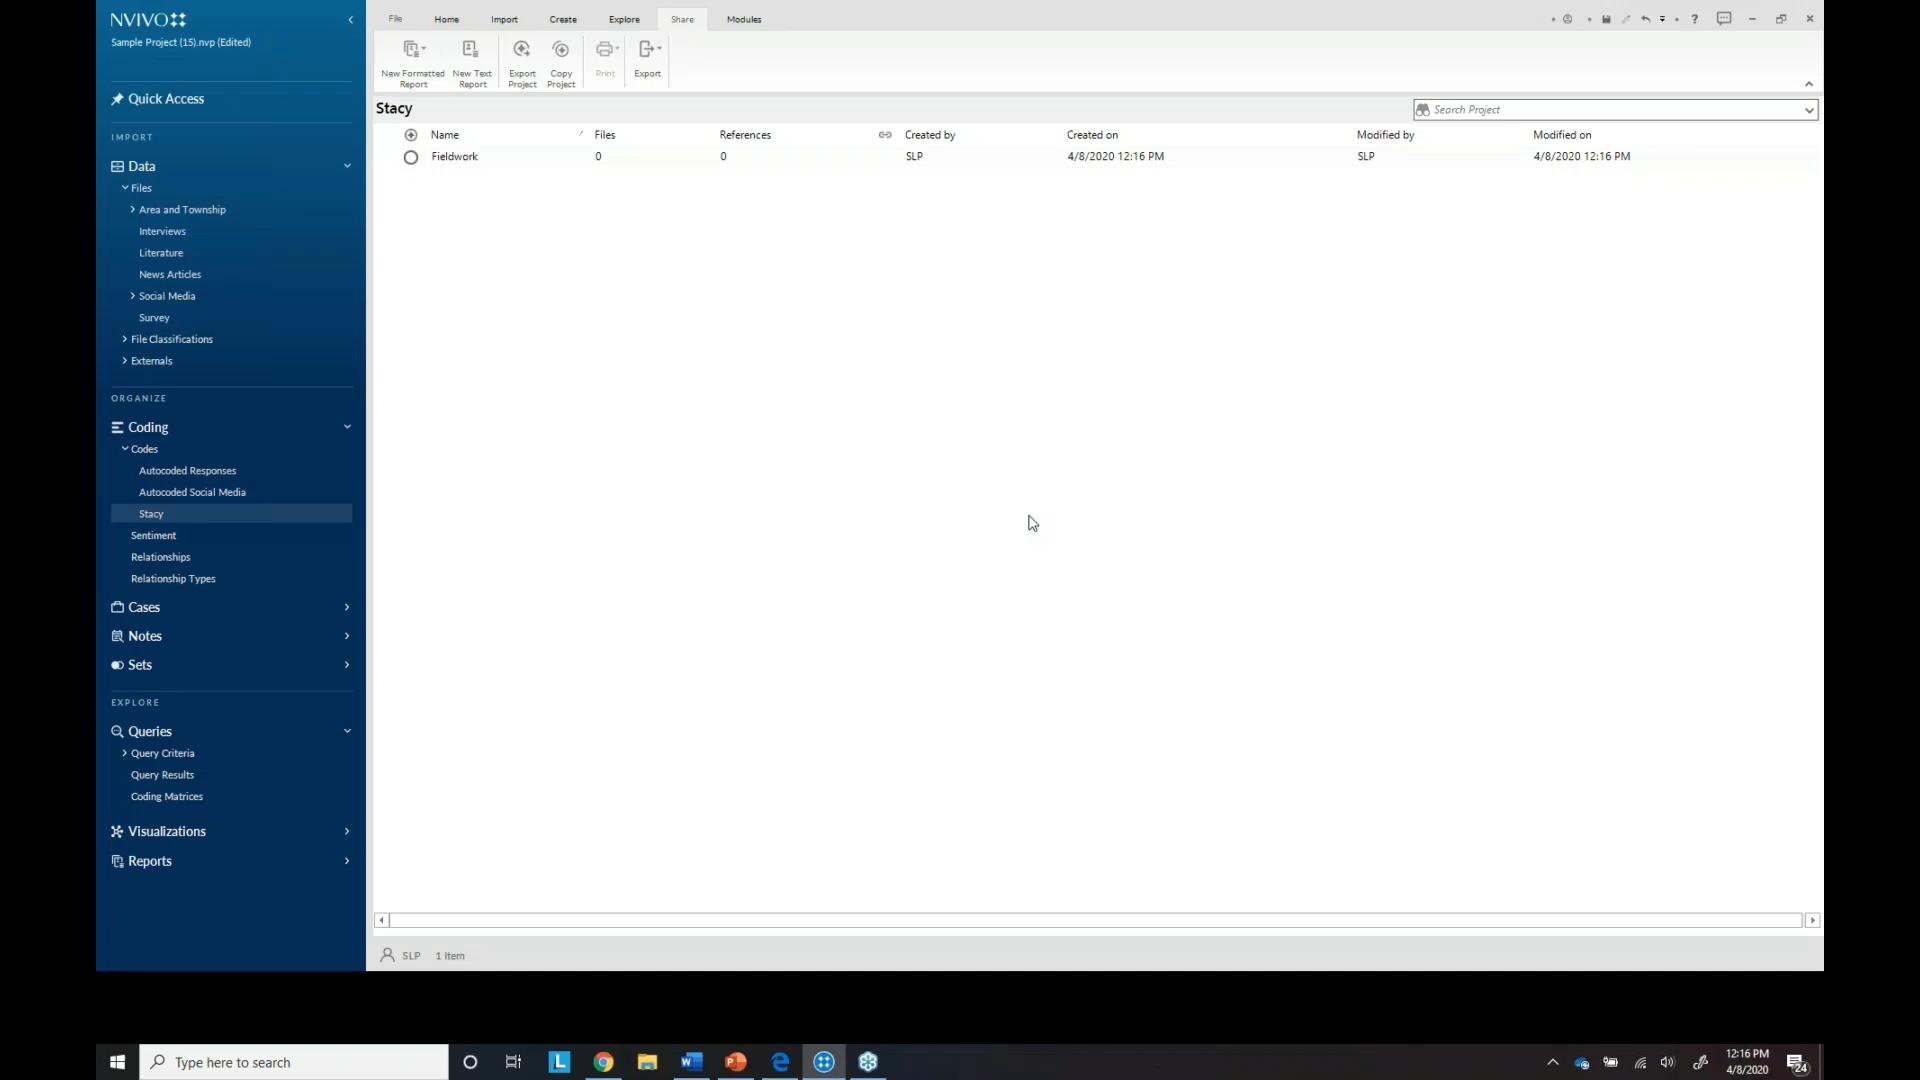 NVIVO
Sample Project (15).nvp (Edited)
File Home Import Create Explore Share Modules
?
New Formatted Report
New Text Report
Export Project
Copy Project
Print
Export
Stacy
Search Project
Name Files References Created by Created on Modified by Modified on
Fieldwork 0 0 SLP 4/8/2020 12:16 PM SLP 4/8/2020 12:16 PM
Quick Access
IMPORT
Data
Files
Area and Township
Interviews
Literature
News Articles
Social Media
Survey
File Classifications
Externals
ORGANIZE
Coding
Codes
Autocoded Responses
Autocoded Social Media
Stacy
Sentiment
Relationships
Relationship Types
Cases
Notes
Sets
EXPLORE
Queries
Query Criteria
Query Results
Coding Matrices
Visualizations
Reports
SLP 1 Item
Type here to search
L
12:16 PM
4/8/2020
24